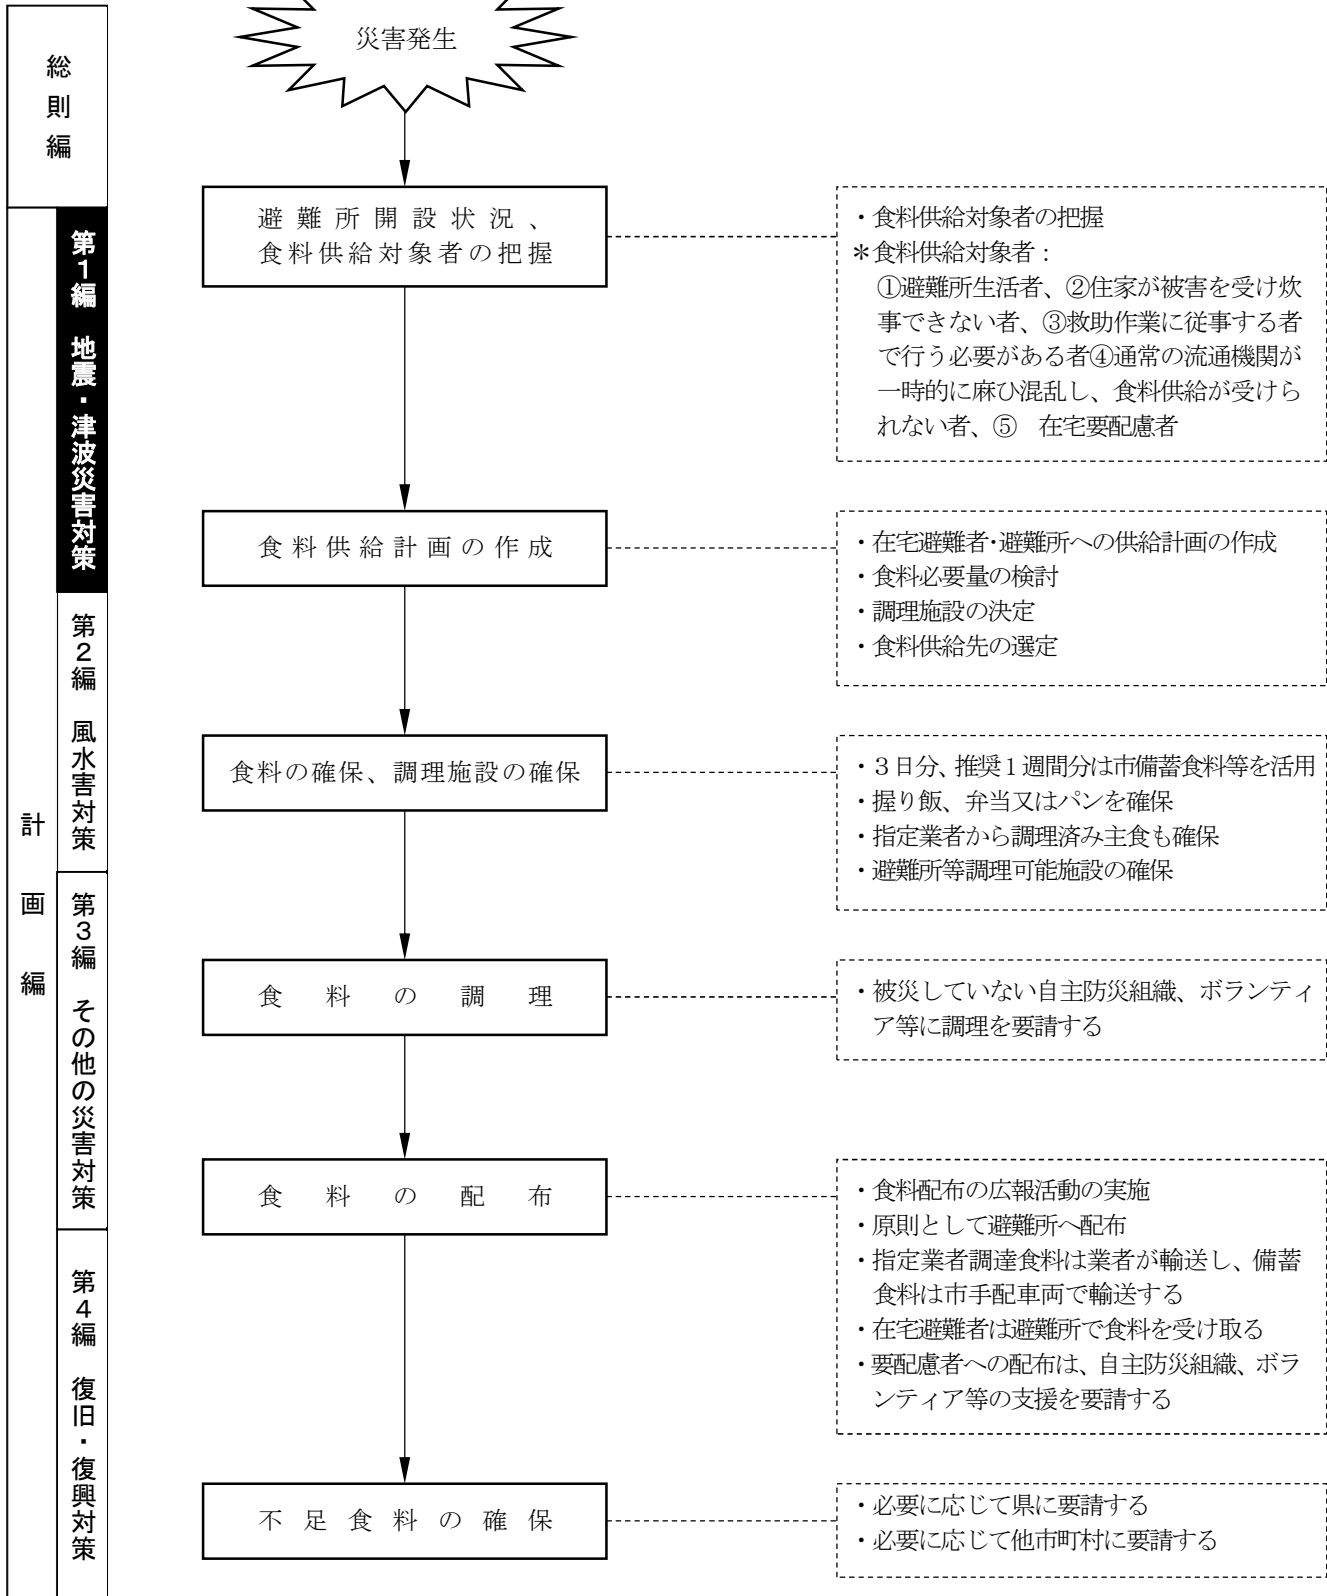 総則編
計画編
第1編 地震・津波災害対策
第2編 風水害対策
第3編 その他の災害対策
第4編 復旧・復興対策
災害発生
避難所開設状況、
食料供給対象者の把握
・食料供給対象者の把握
＊食料供給対象者：
①避難所生活者、②住家が被害を受け炊
事できない者、③救助作業に従事する者
で行う必要がある者④通常の流通機関が
一時的に麻ひ混乱し、食料供給が受けら
れない者、⑤　在宅要配慮者
食料供給計画の作成
・在宅避難者・避難所への供給計画の作成
・食料必要量の検討
・調理施設の決定
・食料供給先の選定
食料の確保、調理施設の確保
・３日分、推奨１週間分は市備蓄食料等を活用
・握り飯、弁当又はパンを確保
・指定業者から調理済み主食も確保
・避難所等調理可能施設の確保
食料の調理
・被災していない自主防災組織、ボランティ
ア等に調理を要請する
食料の配布
・食料配布の広報活動の実施
・原則として避難所へ配布
・指定業者調達食料は業者が輸送し、備蓄
食料は市手配車両で輸送する
・在宅避難者は避難所で食料を受け取る
・要配慮者への配布は、自主防災組織、ボラ
ンティア等の支援を要請する
不足食料の確保
・必要に応じて県に要請する
・必要に応じて他市町村に要請する